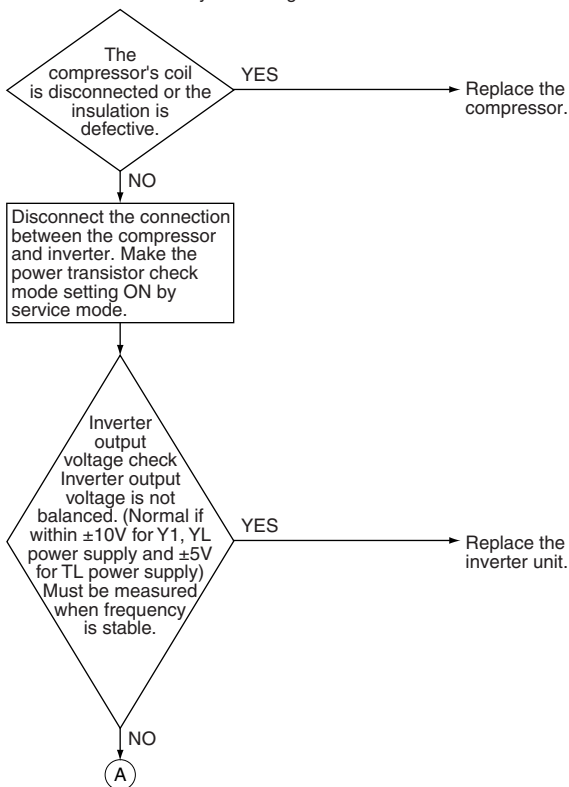 The
compressor's coil
is disconnected or the
insulation is
defective.
YES
Replace the
compressor.
NO
Disconnect the connection
between the compressor
and inverter. Make the
power transistor check
mode setting ON by
service mode.
Inverter
output
voltage check
Inverter output
voltage is not
balanced. (Normal if
within ±10V for Y1, YL
power supply and ±5V
for TL power supply)
Must be measured
when frequency
is stable.
YES
Replace the
inverter unit.
NO
A